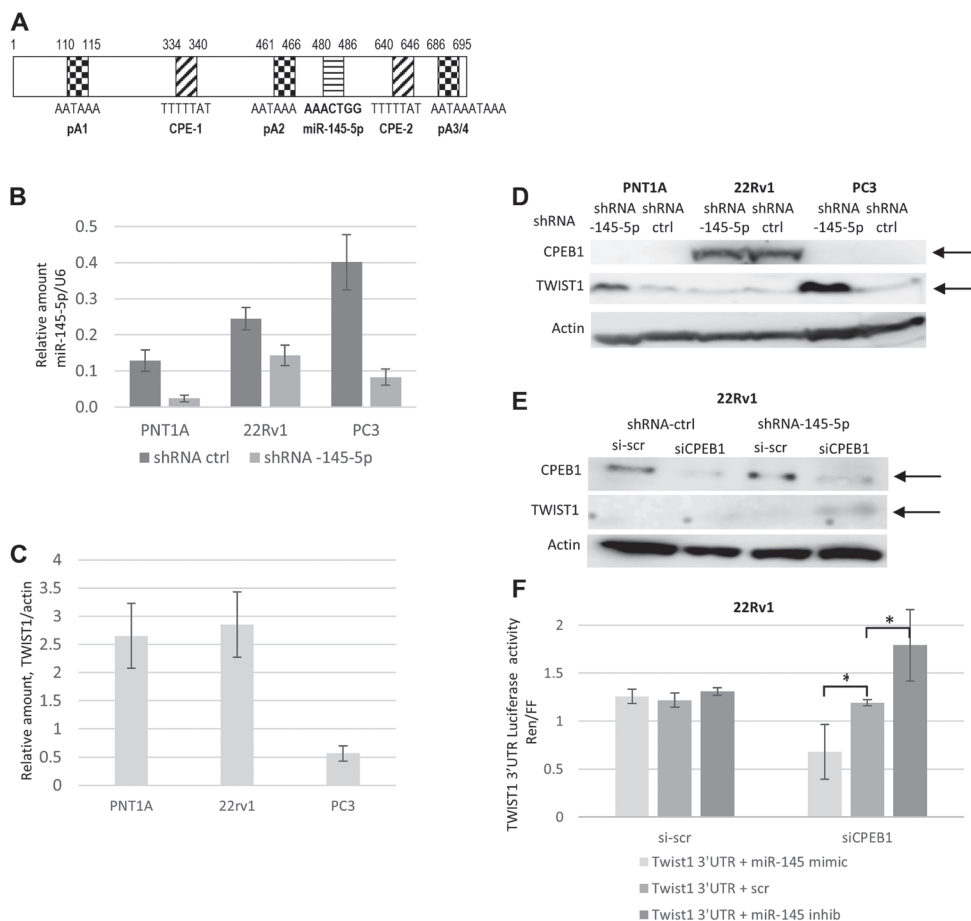 A
1 110 115 334 340 461 466 480 486 640 646 686 695
AATAAA TTTTTAT AATAAA AAACTGG TTTTTAT AATAAATAAA
pA1 CPE-1 pA2 miR-145-5p CPE-2 pA3/4
B
Relative amount
miR-145-5p/U6
0.5
0.4
0.3
0.2
0.1
0.0
PNT1A 22Rv1 PC3
shRNA ctrl shRNA -145-5p
C
Relative amount, TWIST1/actin
4
3.5
3
2.5
2
1.5
1
0.5
0
PNT1A 22rv1 PC3
D
PNT1A 22Rv1 PC3
shRNA shRNA shRNA shRNA shRNA shRNA
shRNA -145-5p ctrl -145-5p ctrl -145-5p ctrl
CPEB1
TWIST1
Actin
E
22Rv1
shRNA-ctrl shRNA-145-5p
si-scr siCPEB1 si-scr siCPEB1
CPEB1
TWIST1
Actin
F
22Rv1
TWIST1 3'UTR Luciferase activity
Ren/FF
2
1.5
1
0.5
0
* *
si-scr siCPEB1
Twist1 3'UTR + miR-145 mimic
Twist1 3'UTR + scr
Twist1 3'UTR + miR-145 inhib